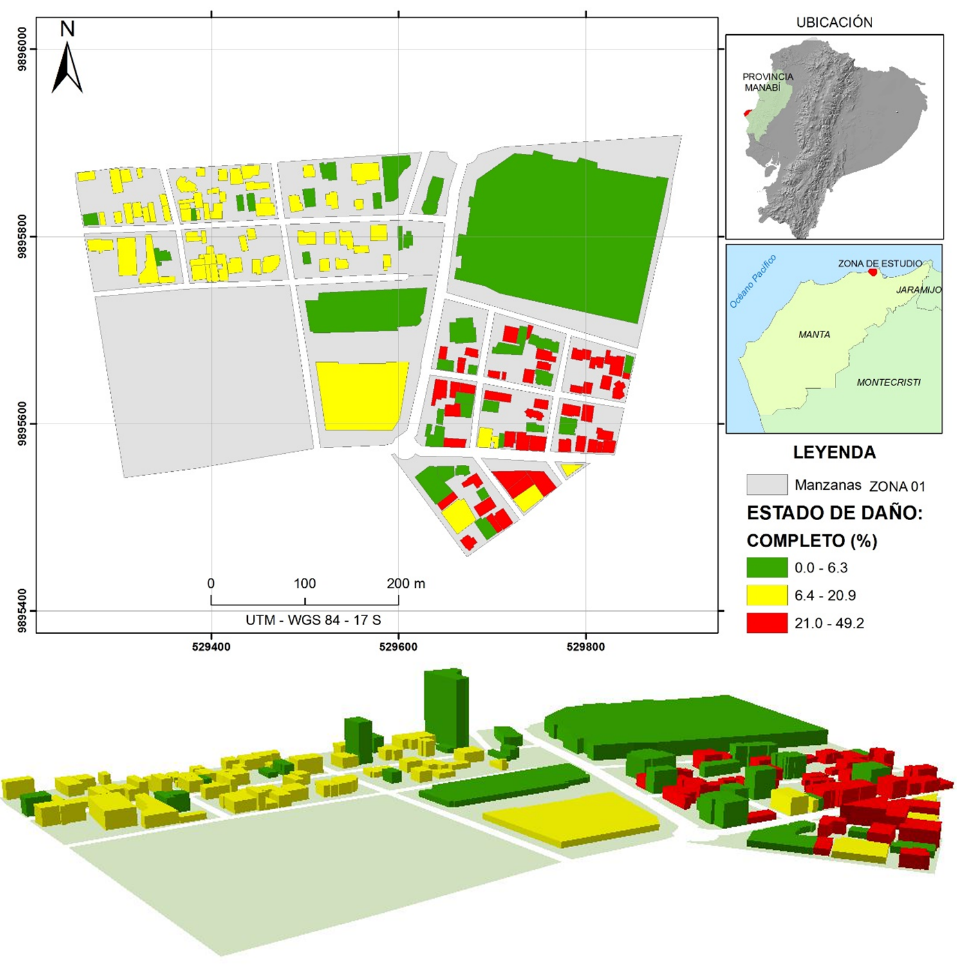 UBICACIÓN
N
9896000
9895800
9895600
9895400
PROVINCIA
MANABÍ
Océano Pacífico
ZONA DE ESTUDIO
JARAMIJO
MANTA
MONTECRISTI
LEYENDA
Manzanas ZONA 01
ESTADO DE DAÑO:
COMPLETO (%)
0.0 - 6.3
6.4 - 20.9
21.0 - 49.2
0 100 200 m
UTM - WGS 84 - 17 S
529400 529600 529800